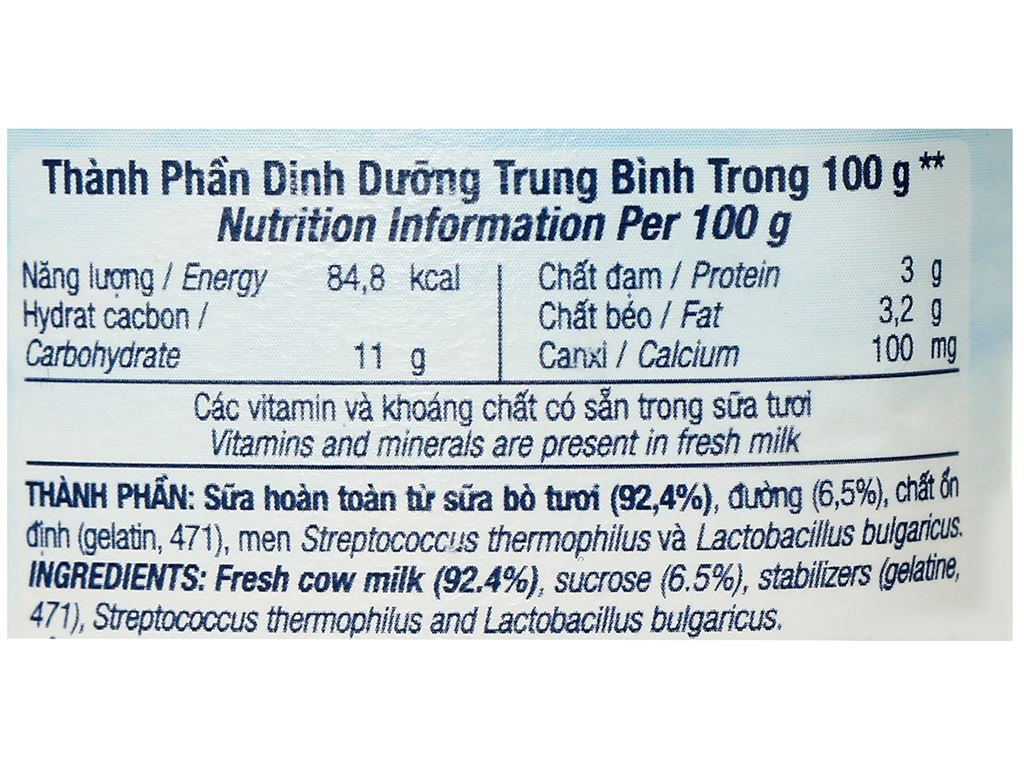 Thành Phần Dinh Dưỡng Trung Bình Trong 100 g **
Nutrition Information Per 100 g
Năng lượng / Energy 84,8 kcal
Hydrat cacbon /
Carbohydrate 11 g
Chất đạm / Protein 3 g
Chất béo / Fat 3,2 g
Canxi / Calcium 100 mg
Các vitamin và khoáng chất có sẵn trong sữa tươi
Vitamins and minerals are present in fresh milk
THÀNH PHẦN: Sữa hoàn toàn từ sữa bò tươi (92,4%), đường (6,5%), chất ổn
định (gelatin, 471), men Streptococcus thermophilus và Lactobacillus bulgaricus.
INGREDIENTS: Fresh cow milk (92.4%), sucrose (6.5%), stabilizers (gelatine,
471), Streptococcus thermophilus and Lactobacillus bulgaricus.